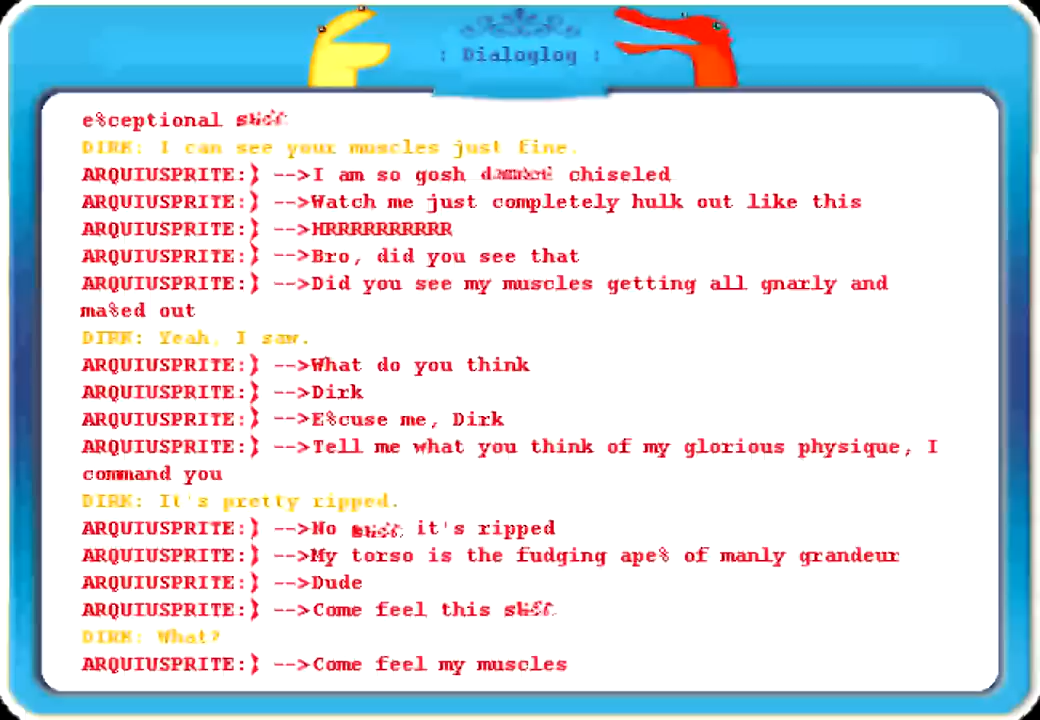 : Dialoglog :
e%ceptional
DIRK: I can see your muscles just fine.
ARQUIUSPRITE:} -->I am so gosh chiseled
ARQUIUSPRITE:} -->Watch me just completely hulk out like this
ARQUIUSPRITE:} -->HRRRRRRRRRR
ARQUIUSPRITE:} -->Bro, did you see that
ARQUIUSPRITE:} -->Did you see my muscles getting all gnarly and
ma%ed out
DIRK: Yeah, I saw.
ARQUIUSPRITE:} -->What do you think
ARQUIUSPRITE:} -->Dirk
ARQUIUSPRITE:} -->E%cuse me, Dirk
ARQUIUSPRITE:} -->Tell me what you think of my glorious physique, I
command you
DIRK: It's pretty ripped.
ARQUIUSPRITE:} -->No it's ripped
ARQUIUSPRITE:} -->My torso is the fudging ape% of manly grandeur
ARQUIUSPRITE:} -->Dude
ARQUIUSPRITE:} -->Come feel this
DIRK: What?
ARQUIUSPRITE:} -->Come feel my muscles